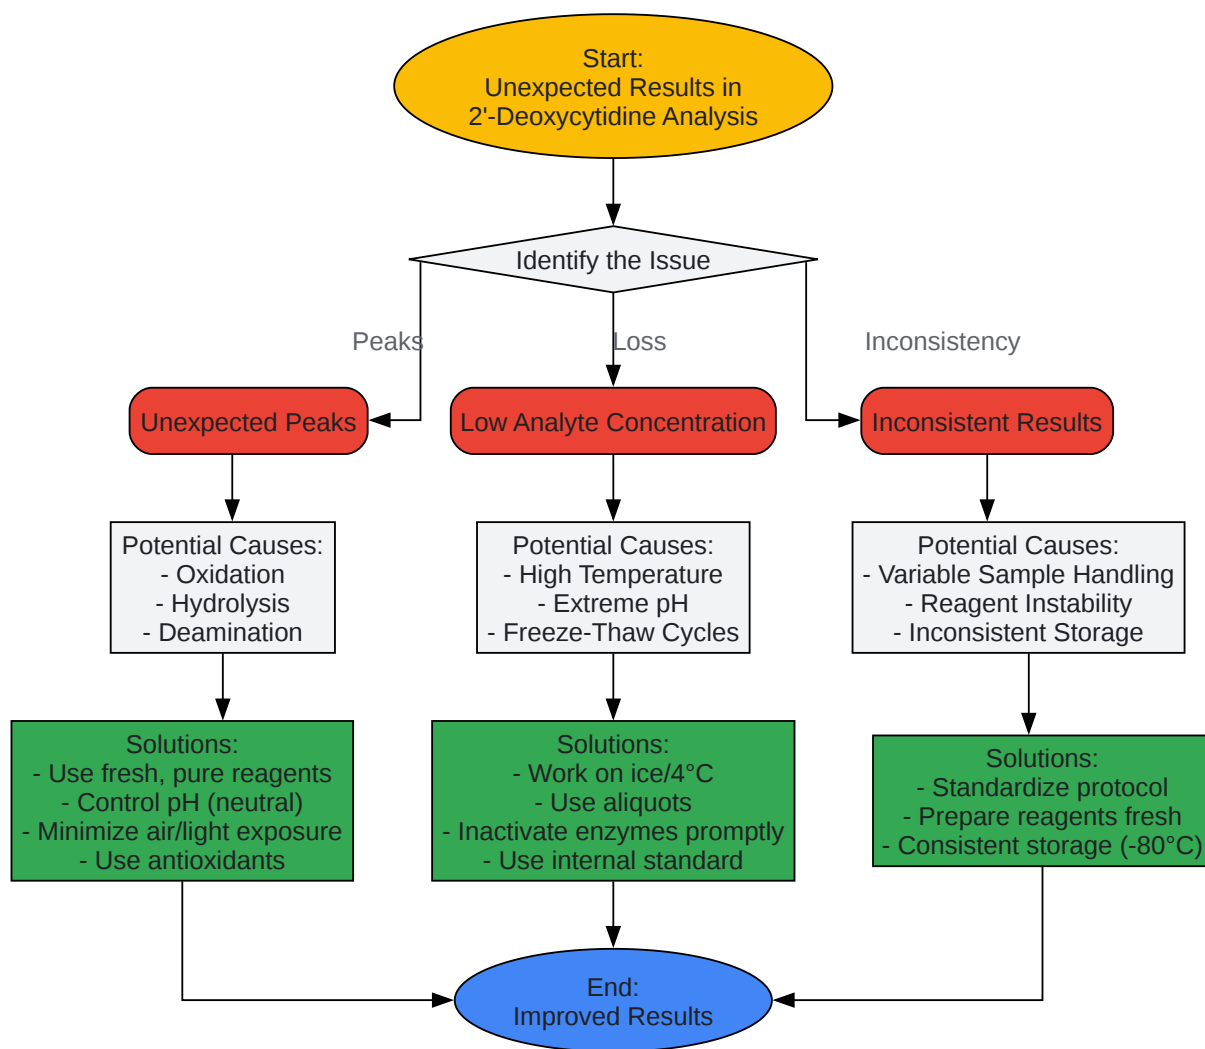 Start:
Unexpected Results in
2'-Deoxycytidine Analysis
Identify the Issue
Peaks
Loss
Inconsistency
Unexpected Peaks
Low Analyte Concentration
Inconsistent Results
Potential Causes:
- Oxidation
- Hydrolysis
- Deamination
Potential Causes:
- High Temperature
- Extreme pH
- Freeze-Thaw Cycles
Potential Causes:
- Variable Sample Handling
- Reagent Instability
- Inconsistent Storage
Solutions:
- Use fresh, pure reagents
- Control pH (neutral)
- Minimize air/light exposure
- Use antioxidants
Solutions:
- Work on ice/4°C
- Use aliquots
- Inactivate enzymes promptly
- Use internal standard
Solutions:
- Standardize protocol
- Prepare reagents fresh
- Consistent storage (-80°C)
End:
Improved Results